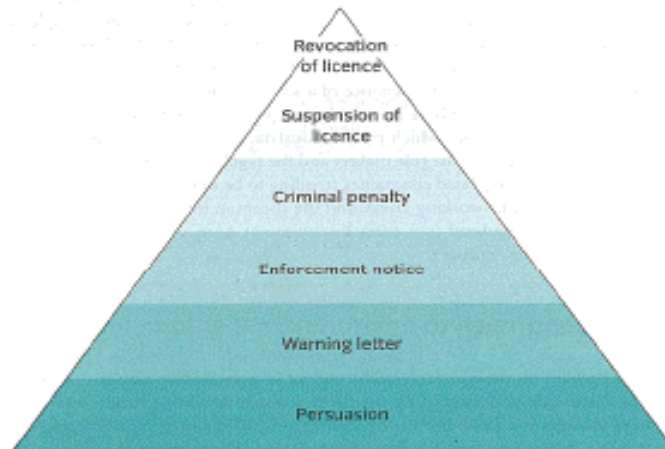 Revocation
of licence
Suspension of
licence
Criminal penalty
Enforcement notice
Warning letter
Persuasion